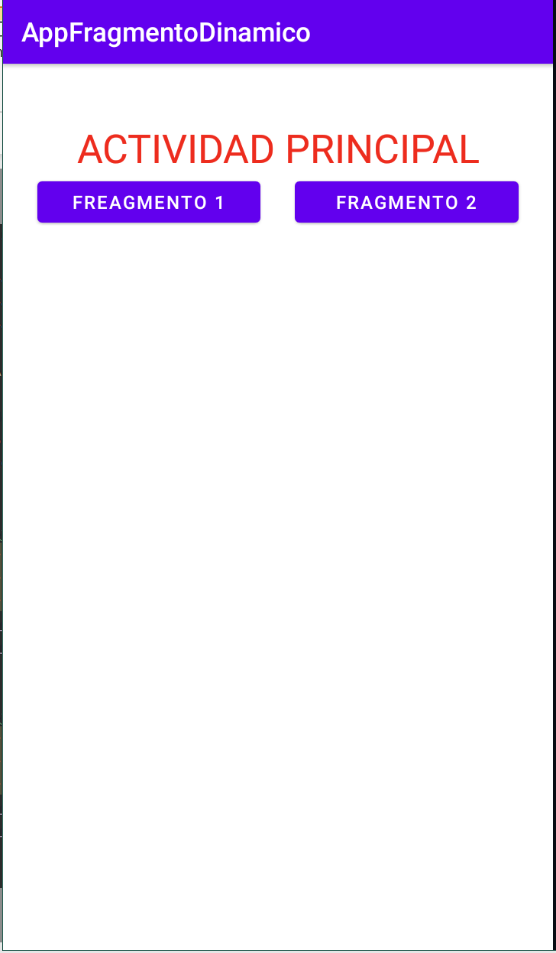 AppFragmentoDinamico
ACTIVIDAD PRINCIPAL
FREAGMENTO 1 FRAGMENTO 2